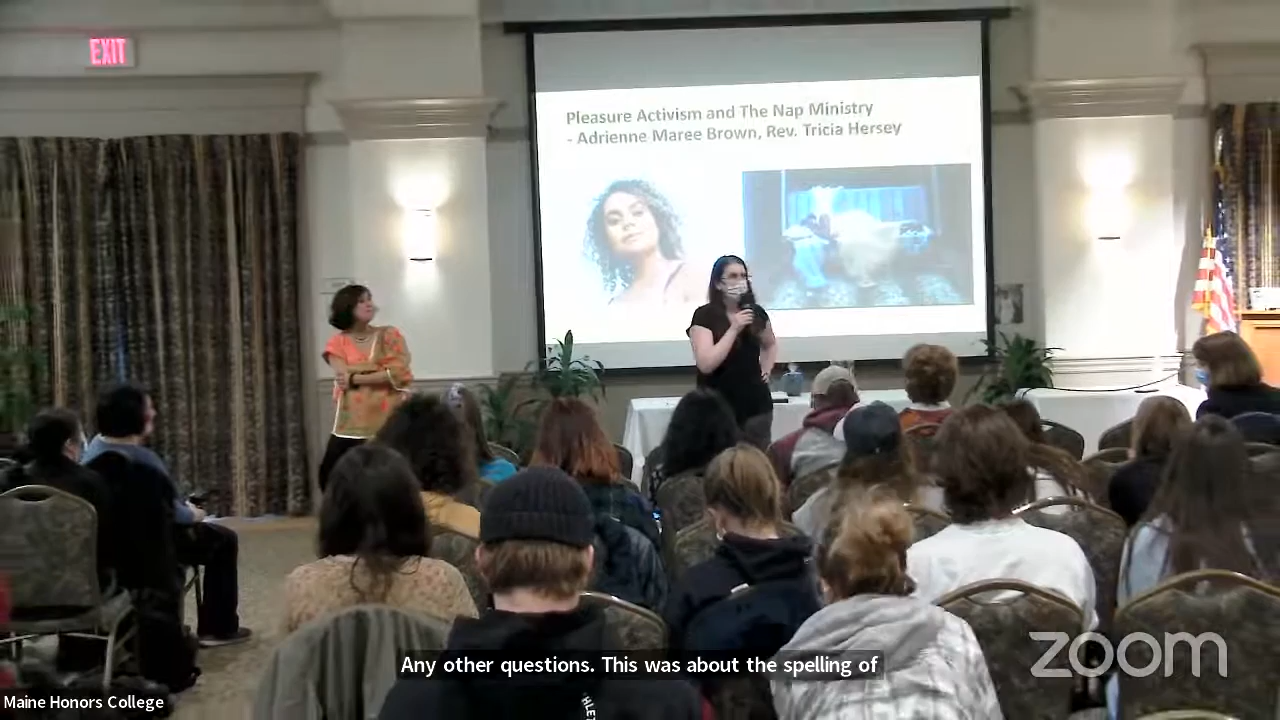 EXIT
Pleasure Activism and The Nap Ministry
- Adrienne Maree Brown, Rev. Tricia Hersey
Any other questions. This was about the spelling of
zoom
Maine Honors College